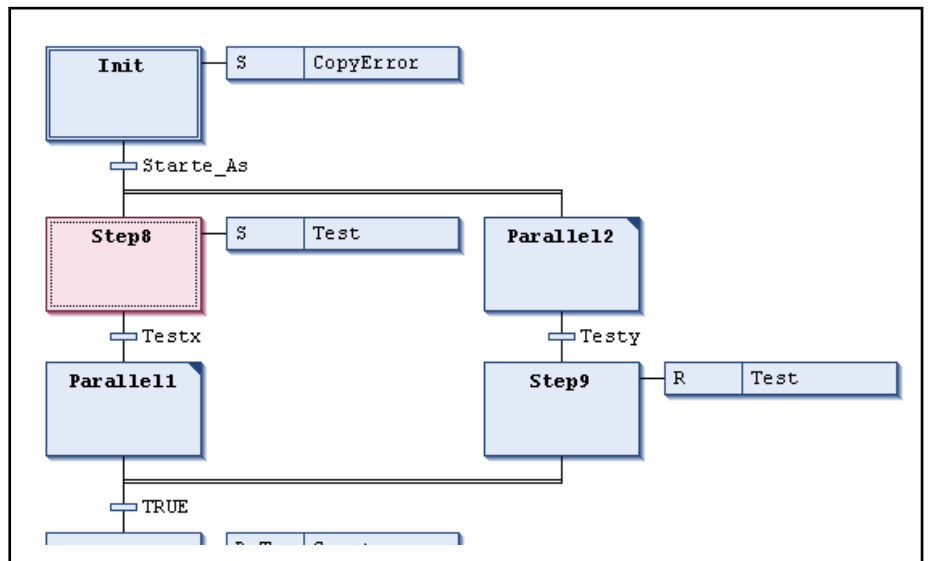 Init S CopyError
Starte_As
Step8 S Test Parallel2
Testx Testy
Parallel1 Step9 R Test
TRUE